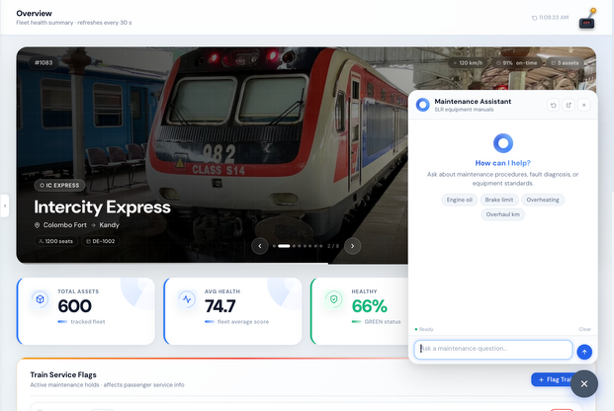 Overview
Fleet health summary · refreshes every 30 s
11:08:33 AM
#1083
120 km/h
91% on-time
3 assets
982
CLASS S14
IC EXPRESS
Intercity Express
Colombo Fort → Kandy
1200 seats
DE-1002
2 / 8
TOTAL ASSETS
600
tracked fleet
AVG HEALTH
74.7
fleet average score
HEALTHY
66%
GREEN status
Train Service Flags
Active maintenance holds · affects passenger service info
+ Flag Trai
Maintenance Assistant
SLR equipment manuals
How can I help?
Ask about maintenance procedures, fault diagnosis, or
equipment standards.
Engine oil
Brake limit
Overheating
Overhaul km
Ready
Clear
Ask a maintenance question...